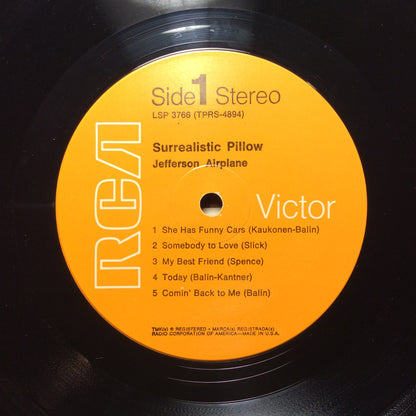 Side 1 Stereo
LSP 3766 (TPRS-4894)
Surrealistic Pillow
Jefferson Airplane
RCA
Victor
1 She Has Funny Cars (Kaukonen-Balin)
2 Somebody to Love (Slick)
3 My Best Friend (Spence)
4 Today (Balin-Kantner)
5 Comin' Back to Me (Balin)
TMK(s) ® REGISTERED • MARCA(s) REGISTRADA(s)
RADIO CORPORATION OF AMERICA—MADE IN U.S.A.